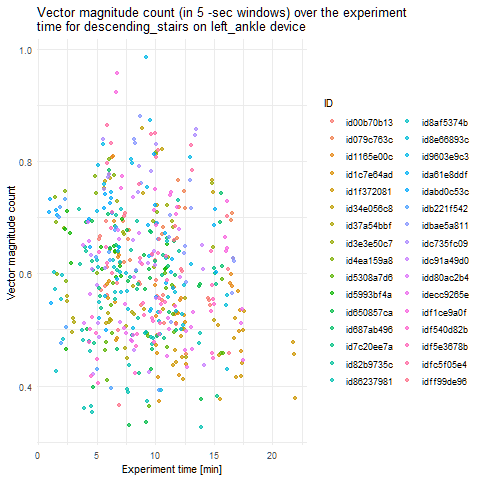 Vector magnitude count (in 5 -sec windows) over the experiment
time for descending_stairs on left_ankle device
1.0
0.8
0.6
0.4
Vector magnitude count
0
5
10
15
20
Experiment time [min]
ID
id00b70b13
id079c763c
id1165e00c
id1c7e64ad
id1f372081
id34e056c8
id37a54bbf
id3e3e50c7
id4ea159a8
id5308a7d6
id5993bf4a
id650857ca
id687ab496
id7c20ee7a
id82b9735c
id86237981
id8af5374b
id8e66893c
id9603e9c3
ida61e8ddf
idabd0c53c
idb221f542
idbae5a811
idc735fc09
idc91a49d0
idd80ac2b4
idecc9265e
idf1ce9a0f
idf540d82b
idf5e3678b
idfc5f05e4
idff99de96